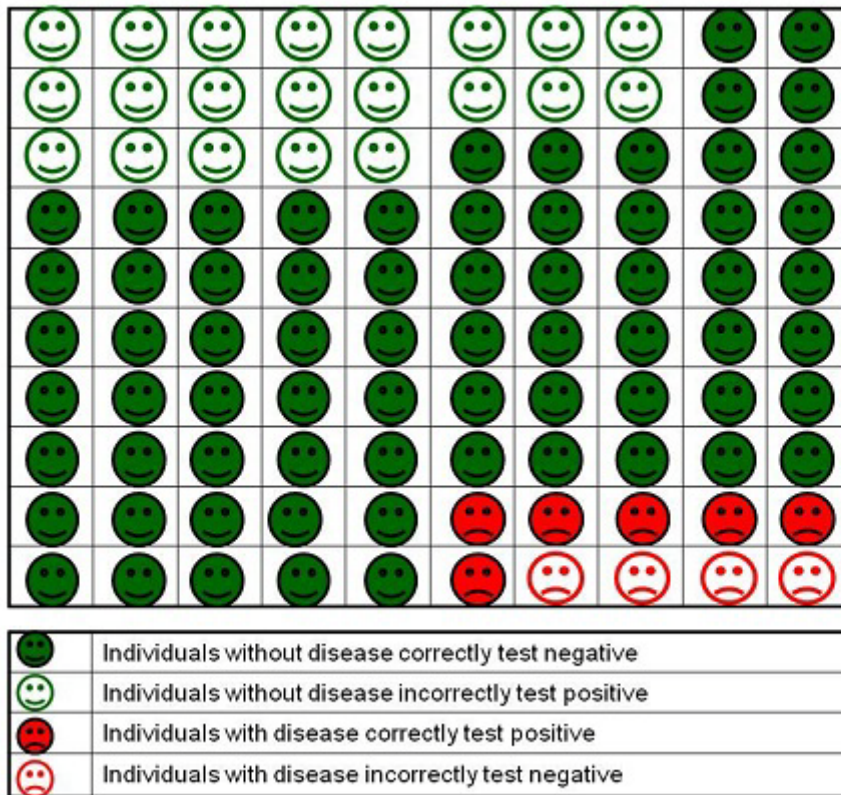 Individuals without disease correctly test negative
Individuals without disease incorrectly test positive
Individuals with disease correctly test positive
Individuals with disease incorrectly test negative